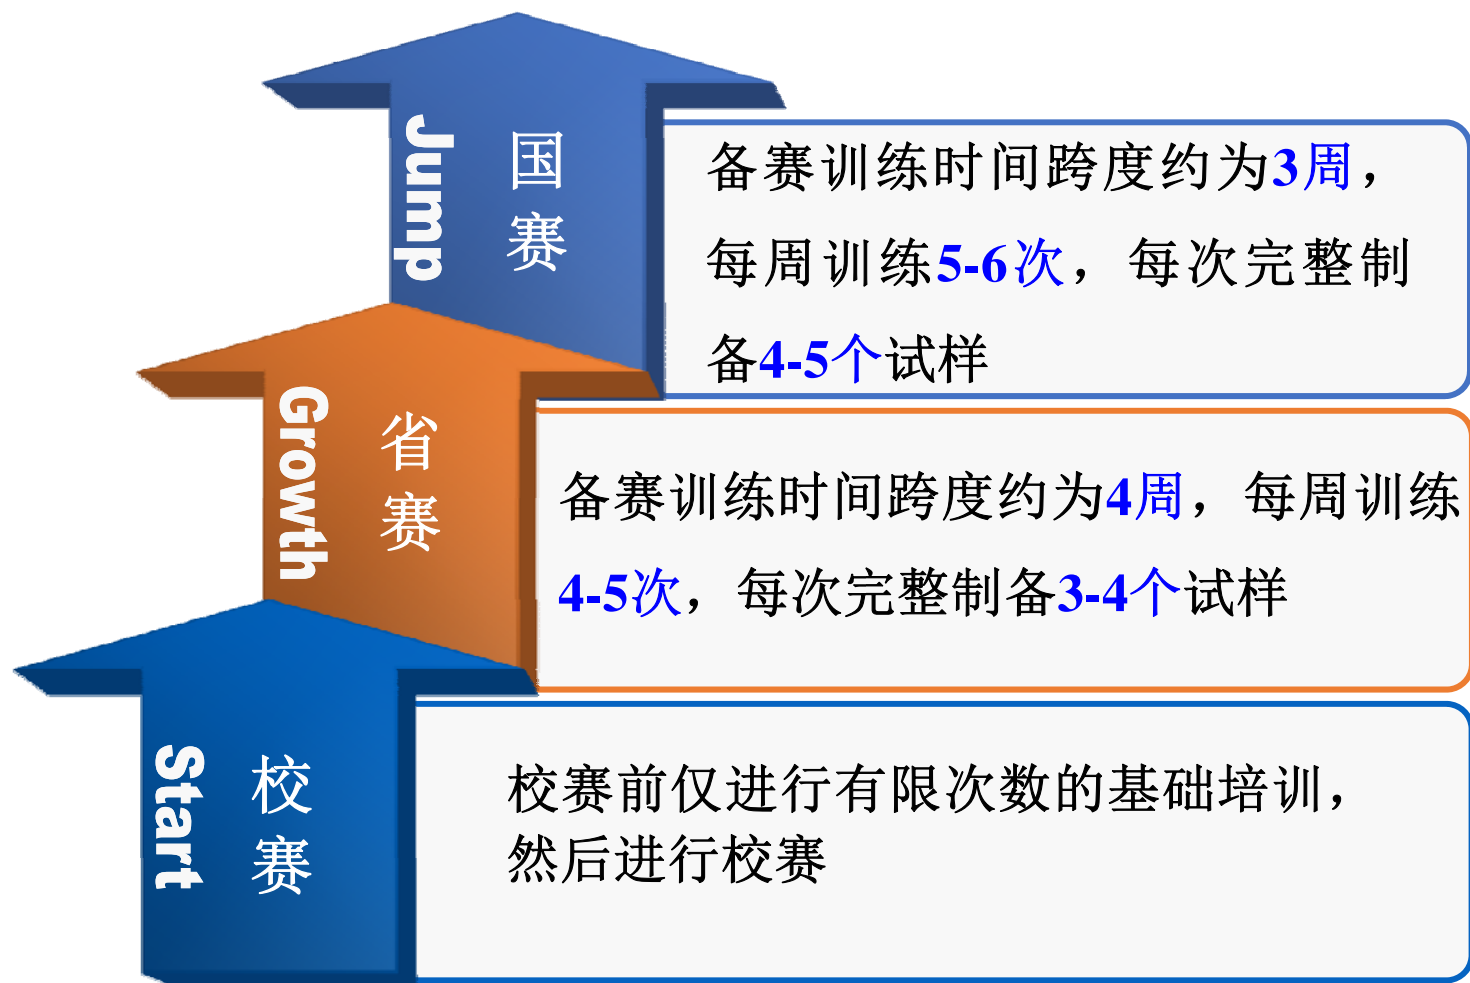 Jump
国赛
备赛训练时间跨度约为3周，
每周训练5-6次，每次完整制
备4-5个试样
Growth
省赛
备赛训练时间跨度约为4周，每周训练
4-5次，每次完整制备3-4个试样
Start
校赛
校赛前仅进行有限次数的基础培训，
然后进行校赛